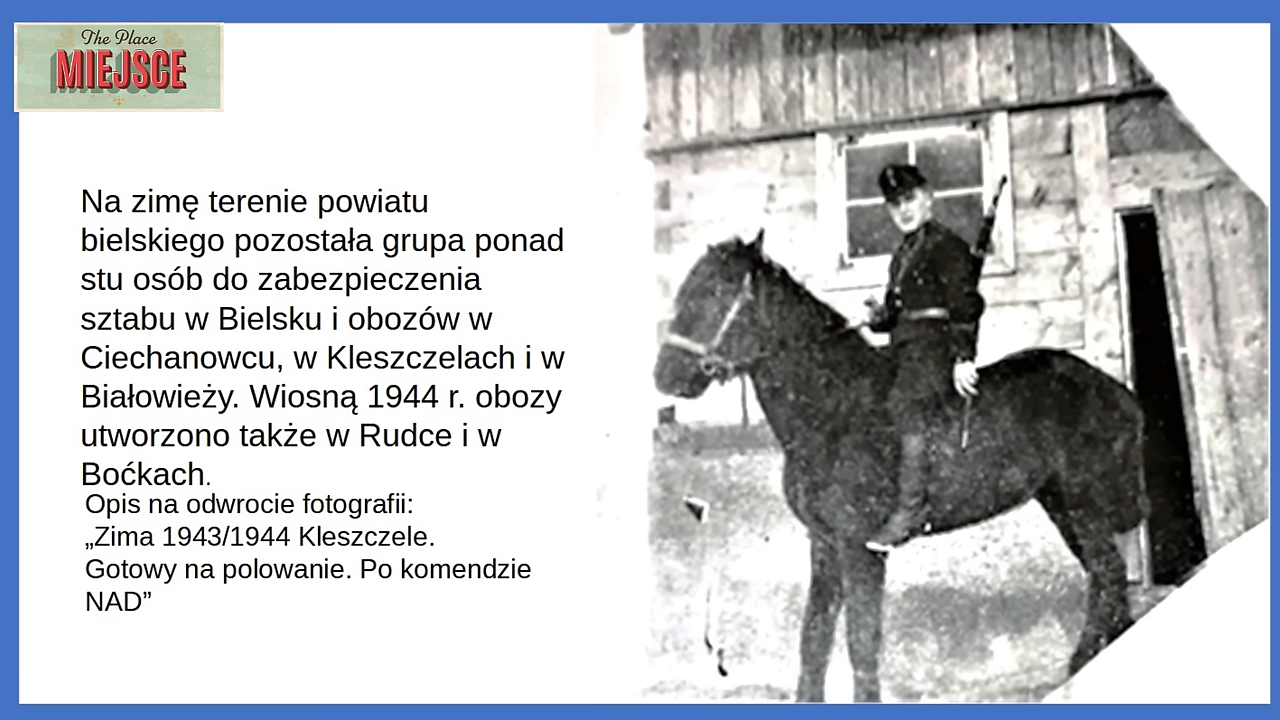 The Place
MIEJSCE
Na zimę terenie powiatu
bielskiego pozostała grupa ponad
stu osób do zabezpieczenia
sztabu w Bielsku i obozów w
Ciechanowcu, w Kleszczelach i w
Białowieży. Wiosną 1944 r. obozy
utworzono także w Rudce i w
Boćkach.
Opis na odwrocie fotografii:
„Zima 1943/1944 Kleszczele.
Gotowy na polowanie. Po komendzie
NAD”